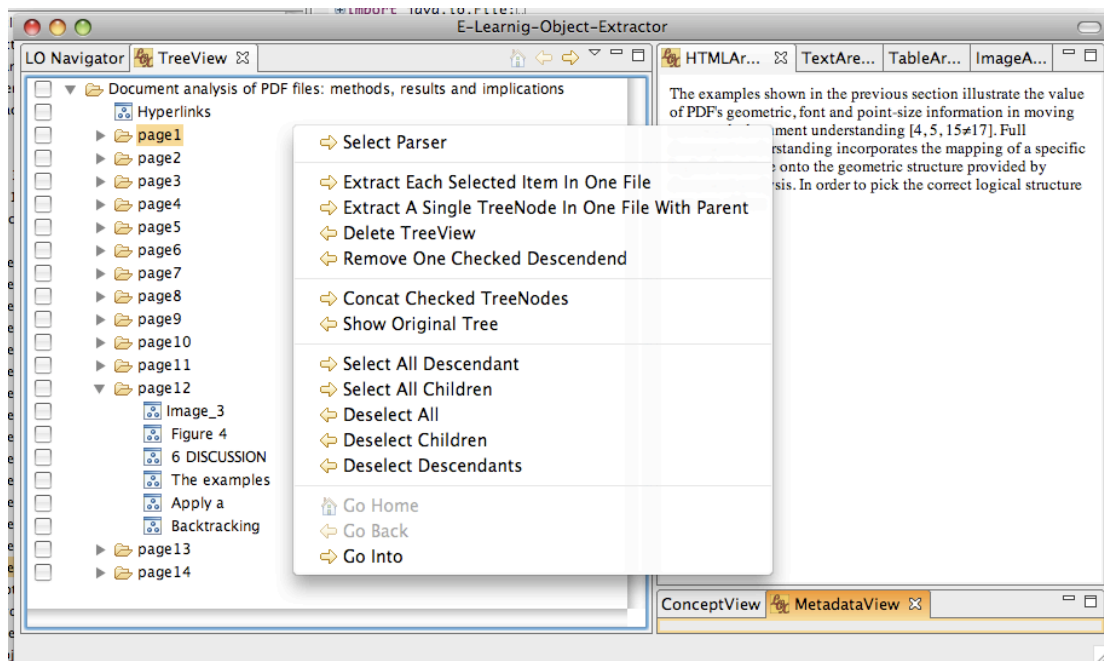 import java.io.File;
E-Learnig-Object-Extractor
LO Navigator
TreeView
HTMLAr...
TextAre...
TableAr...
ImageA...
Document analysis of PDF files: methods, results and implications
Hyperlinks
page1
page2
page3
page4
page5
page6
page7
page8
page9
page10
page11
page12
Image_3
Figure 4
6 DISCUSSION
The examples
Apply a
Backtracking
page13
page14
Select Parser
Extract Each Selected Item In One File
Extract A Single TreeNode In One File With Parent
Delete TreeView
Remove One Checked Descendend
Concat Checked TreeNodes
Show Original Tree
Select All Descendant
Select All Children
Deselect All
Deselect Children
Deselect Descendants
Go Home
Go Back
Go Into
The examples shown in the previous section illustrate the value
of PDF's geometric, font and point-size information in moving
ument understanding [4, 5, 15≠17]. Full
rstanding incorporates the mapping of a specific
e onto the geometric structure provided by
sis. In order to pick the correct logical structure
ConceptView
MetadataView